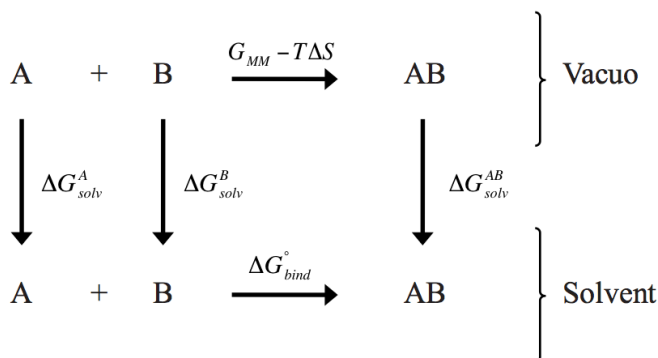 G_MM − TΔS
A + B AB Vacuo
ΔG^A_solv ΔG^B_solv ΔG^AB_solv
ΔG°_bind
A + B AB Solvent